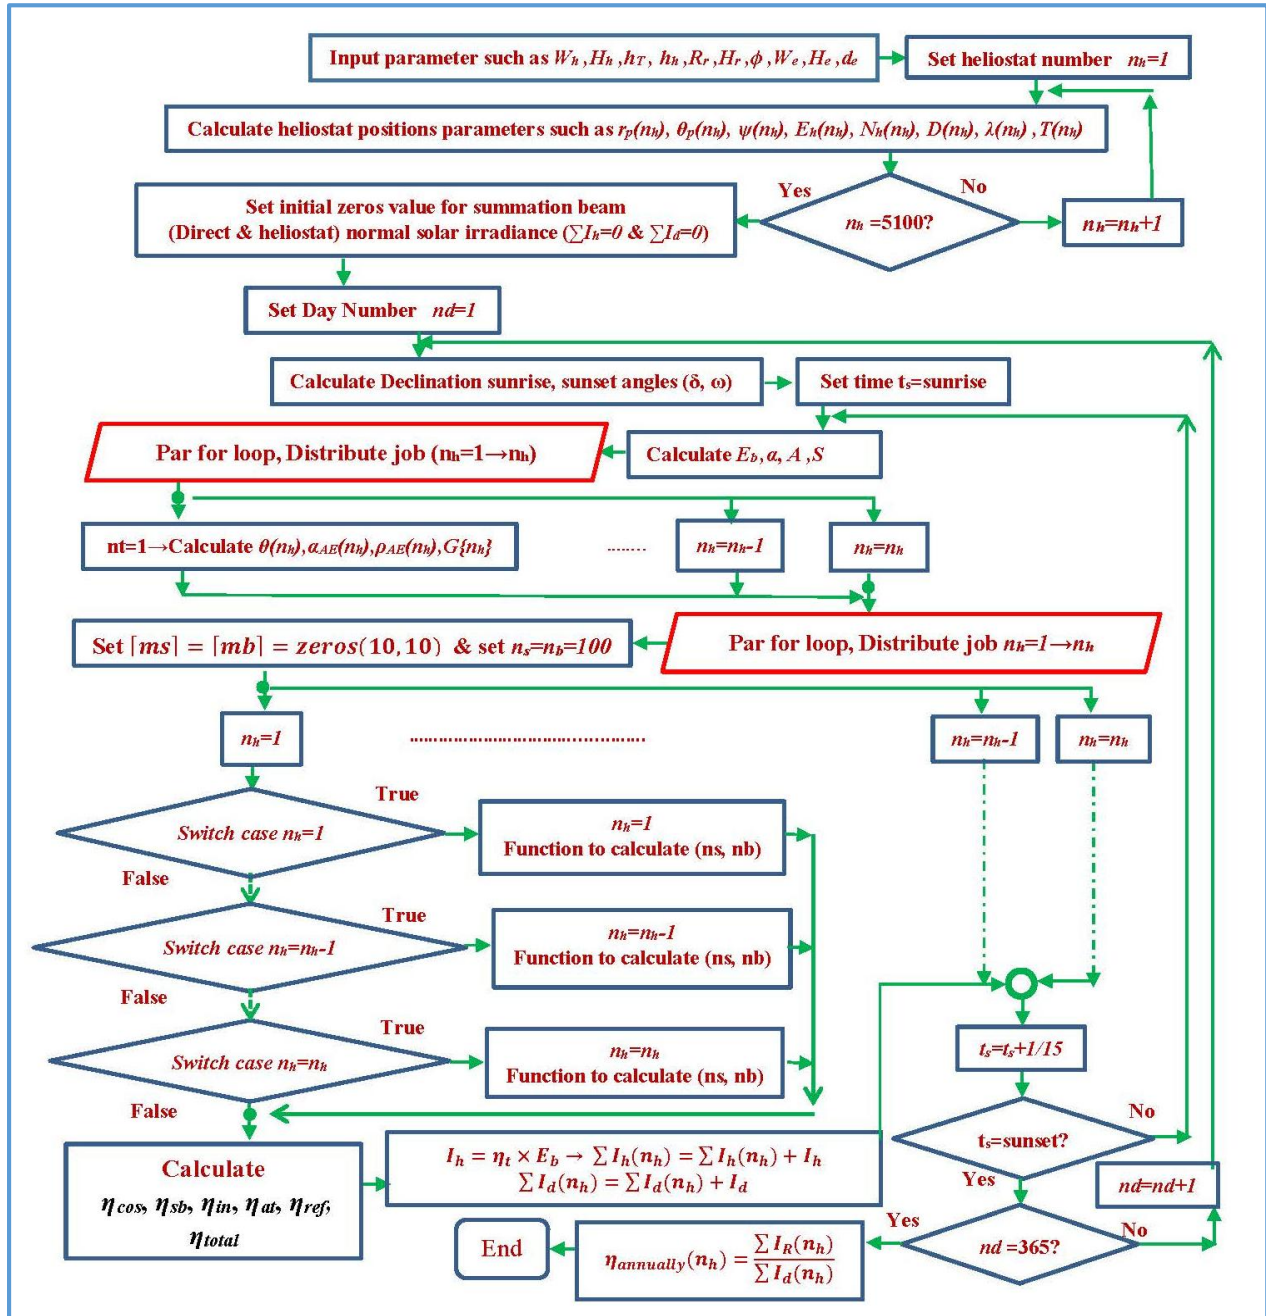 Input parameter such as Wh ,Hh ,hT, hh ,Rr ,Hr ,ϕ ,We ,He ,de
Set heliostat number nh=1
Calculate heliostat positions parameters such as rp(nh), θp(nh), ψ(nh), Eh(nh), Nh(nh), D(nh), λ(nh) ,T(nh)
Yes
No
Set initial zeros value for summation beam
(Direct & heliostat) normal solar irradiance (∑Ih=0 & ∑Id=0)
nh =5100?
nh=nh+1
Set Day Number nd=1
Calculate Declination sunrise, sunset angles (δ, ω)
Set time ts=sunrise
Par for loop, Distribute job (nh=1→nh)
Calculate Eb, α, A ,S
nt=1→Calculate θ(nh),αAE(nh),ρAE(nh),G{nh}
........
nh=nh-1
nh=nh
Set ⌈ms⌉ = ⌈mb⌉ = zeros(10, 10) & set ns=nb=100
Par for loop, Distribute job nh=1→nh
nh=1
..........................................
nh=nh-1
nh=nh
True
Switch case nh=1
nh=1
Function to calculate (ns, nb)
False
True
Switch case nh=nh-1
nh=nh-1
Function to calculate (ns, nb)
False
True
Switch case nh=nh
nh=nh
Function to calculate (ns, nb)
False
ts=ts+1/15
No
ts=sunset?
Yes
nd=nd+1
Calculate
ηcos, ηsb, ηin, ηat, ηref,
ηtotal
Ih = ηt × Eb → ∑ Ih(nh) = ∑ Ih(nh) + Ih
∑ Id(nh) = ∑ Id(nh) + Id
Yes
No
nd =365?
End
ηannually(nh) = ∑ IR(nh) / ∑ Id(nh)